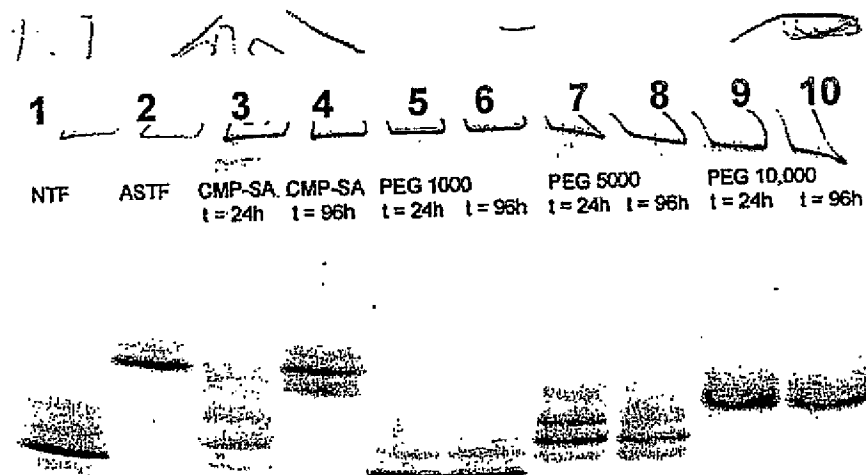 1 2 3 4 5 6 7 8 9 10
NTF ASTF CMP-SA. CMP-SA PEG 1000 PEG 5000 PEG 10,000
t = 24h t = 96h t = 24h t = 96h t = 24h t = 96h t = 24h t = 96h